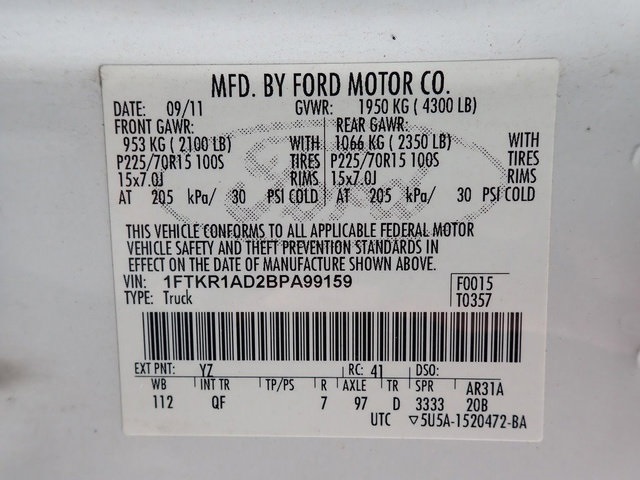 MFD. BY FORD MOTOR CO.
DATE: 09/11 GVWR: 1950 KG ( 4300 LB)
FRONT GAWR: REAR GAWR:
953 KG ( 2100 LB) WITH 1066 KG ( 2350 LB) WITH
P225/70R15 100S TIRES P225/70R15 100S TIRES
15x7.0J RIMS 15x7.0J RIMS
AT 205 kPa/ 30 PSI COLD AT 205 kPa/ 30 PSI COLD
THIS VEHICLE CONFORMS TO ALL APPLICABLE FEDERAL MOTOR
VEHICLE SAFETY AND THEFT PREVENTION STANDARDS IN
EFFECT ON THE DATE OF MANUFACTURE SHOWN ABOVE.
VIN: 1FTKR1AD2BPA99159 F0015
TYPE: Truck T0357
EXT PNT: YZ RC: 41 DSO:
WB INT TR TP/PS R AXLE TR SPR AR31A
112 QF 7 97 D 3333 20B
UTC ▽5U5A-1520472-BA
Ford